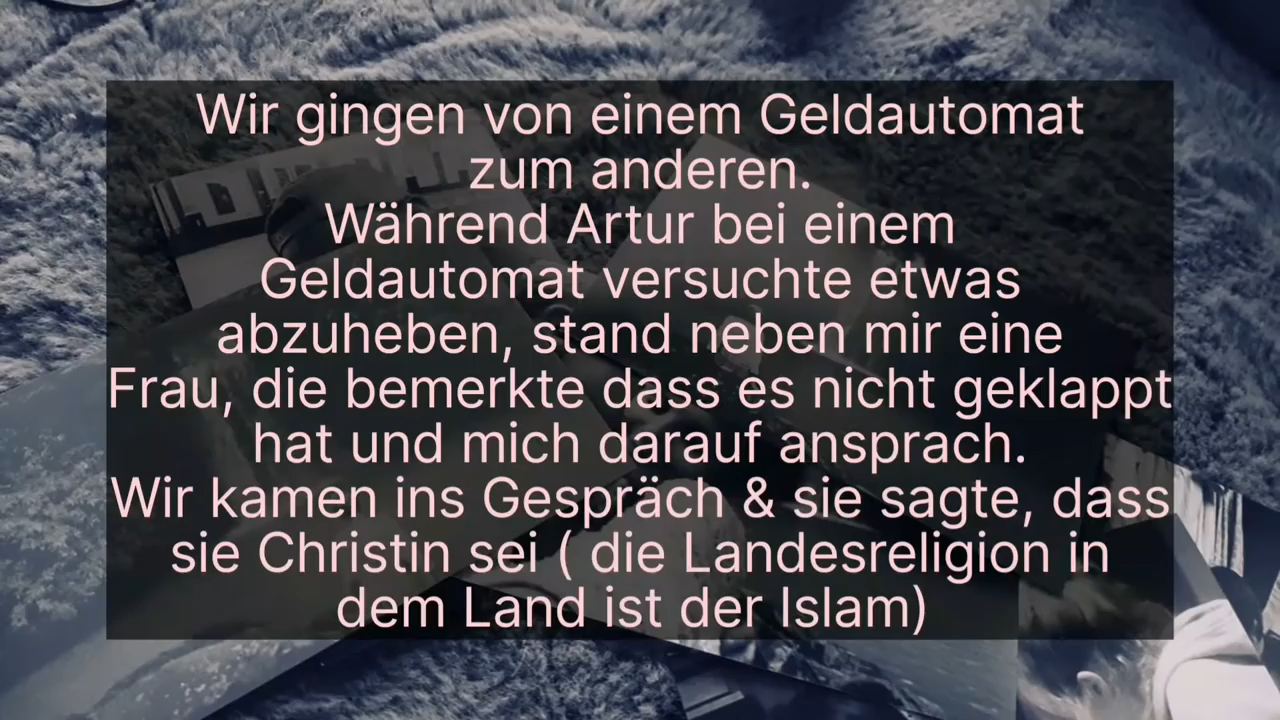 Wir gingen von einem Geldautomat
zum anderen.
Während Artur bei einem
Geldautomat versuchte etwas
abzuheben, stand neben mir eine
Frau, die bemerkte dass es nicht geklappt
hat und mich darauf ansprach.
Wir kamen ins Gespräch & sie sagte, dass
sie Christin sei ( die Landesreligion in
dem Land ist der Islam)